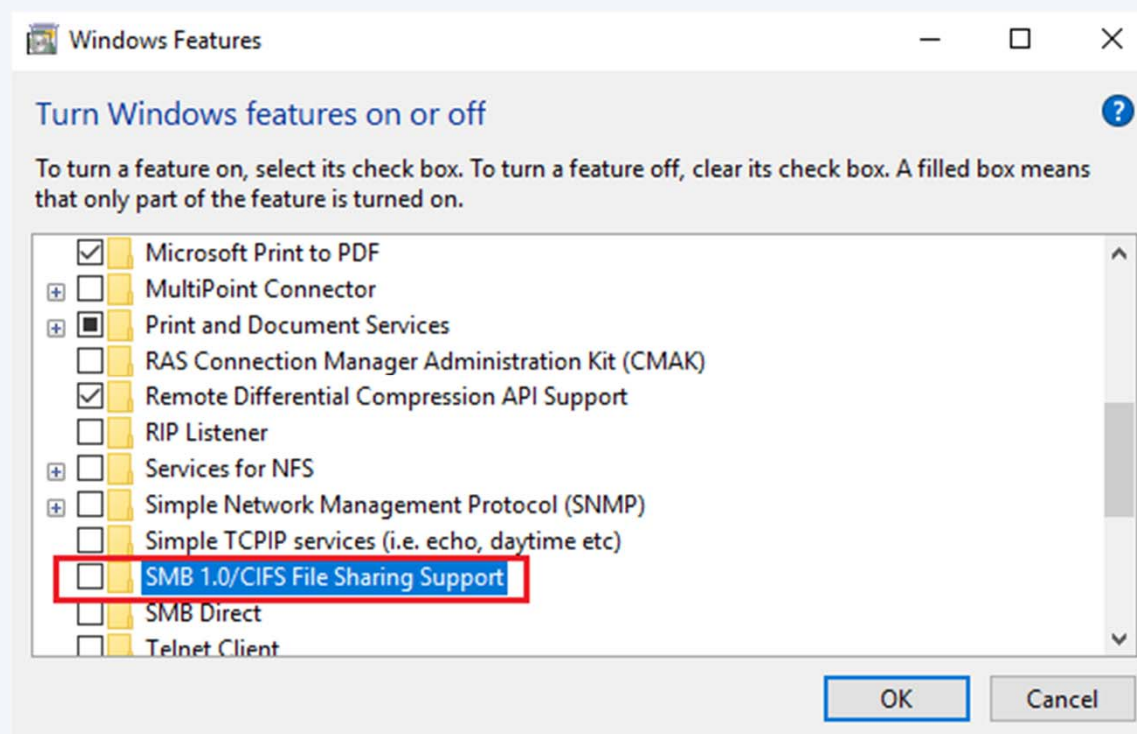 Windows Features
Turn Windows features on or off
?
To turn a feature on, select its check box. To turn a feature off, clear its check box. A filled box means
that only part of the feature is turned on.
Microsoft Print to PDF
MultiPoint Connector
Print and Document Services
RAS Connection Manager Administration Kit (CMAK)
Remote Differential Compression API Support
RIP Listener
Services for NFS
Simple Network Management Protocol (SNMP)
Simple TCPIP services (i.e. echo, daytime etc)
SMB 1.0/CIFS File Sharing Support
SMB Direct
Telnet Client
OK Cancel